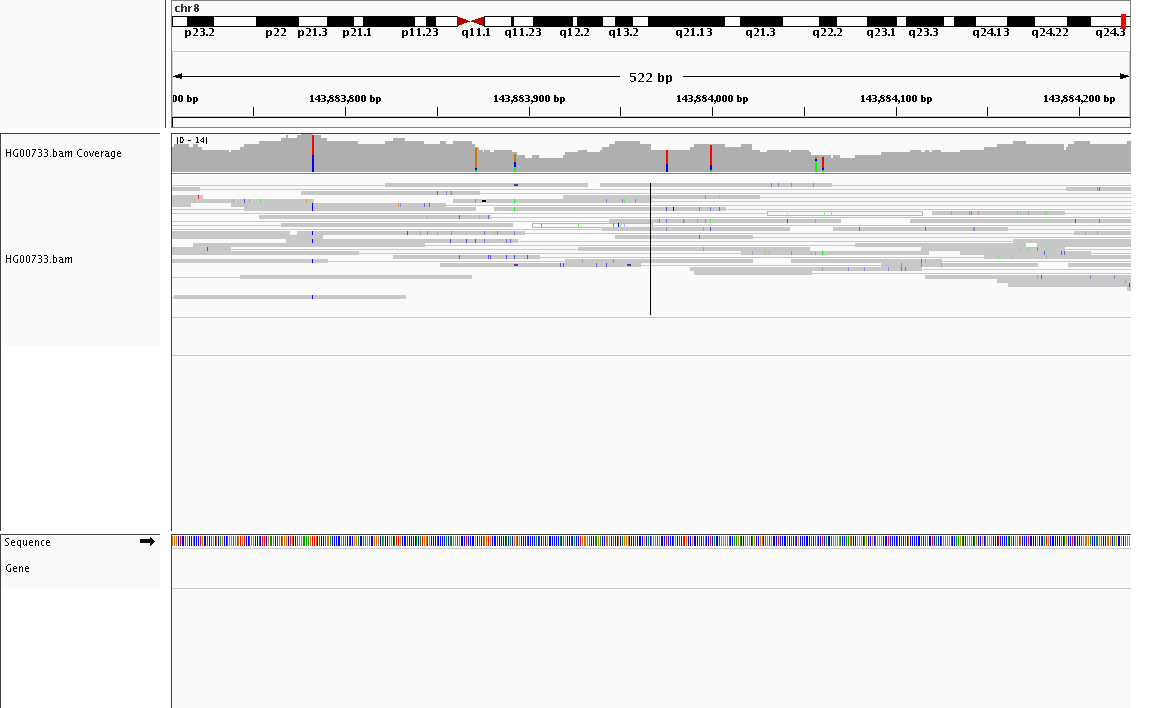 chr8
p23.2 p22 p21.3 p21.1 p11.23 q11.1 q11.23 q12.2 q13.2 q21.13 q21.3 q22.2 q23.1 q23.3 q24.13 q24.22 q24.3
522 bp
00 bp 143,883,800 bp 143,883,900 bp 143,884,000 bp 143,884,100 bp 143,884,200 bp
[0 - 14]
HG00733.bam Coverage
HG00733.bam
Sequence
Gene